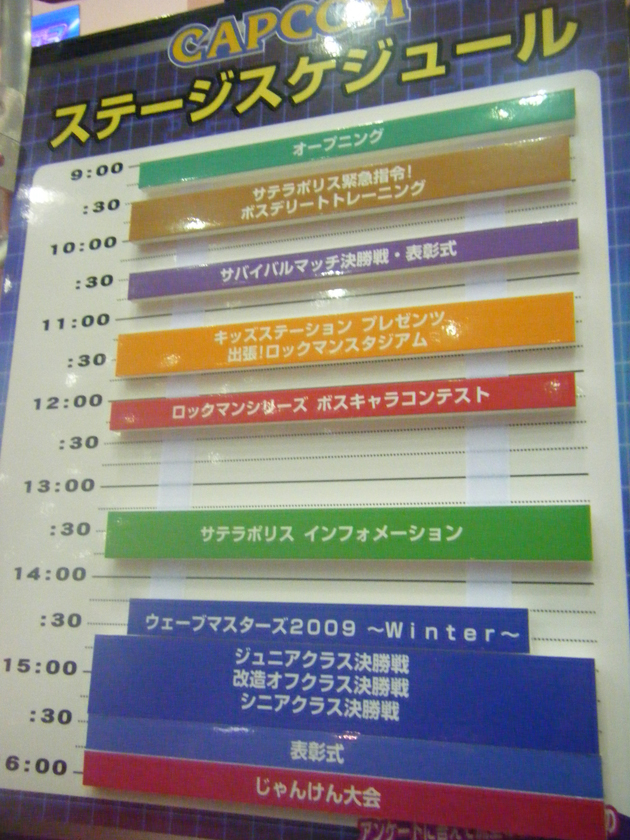 CAPCOM
ステージスケジュール
9:00
オープニング
:30
サテラポリス緊急指令!
ボスデリートトレーニング
10:00
:30
サバイバルマッチ決勝戦・表彰式
11:00
キッズステーション プレゼンツ
出張!ロックマンスタジアム
:30
12:00
ロックマンシリーズ ボスキャラコンテスト
:30
13:00
:30
サテラポリス インフォメーション
14:00
:30
ウェーブマスターズ2009 ～Winter～
15:00
ジュニアクラス決勝戦
改造オフクラス決勝戦
シニアクラス決勝戦
:30
表彰式
6:00
じゃんけん大会
アンケートに答えて